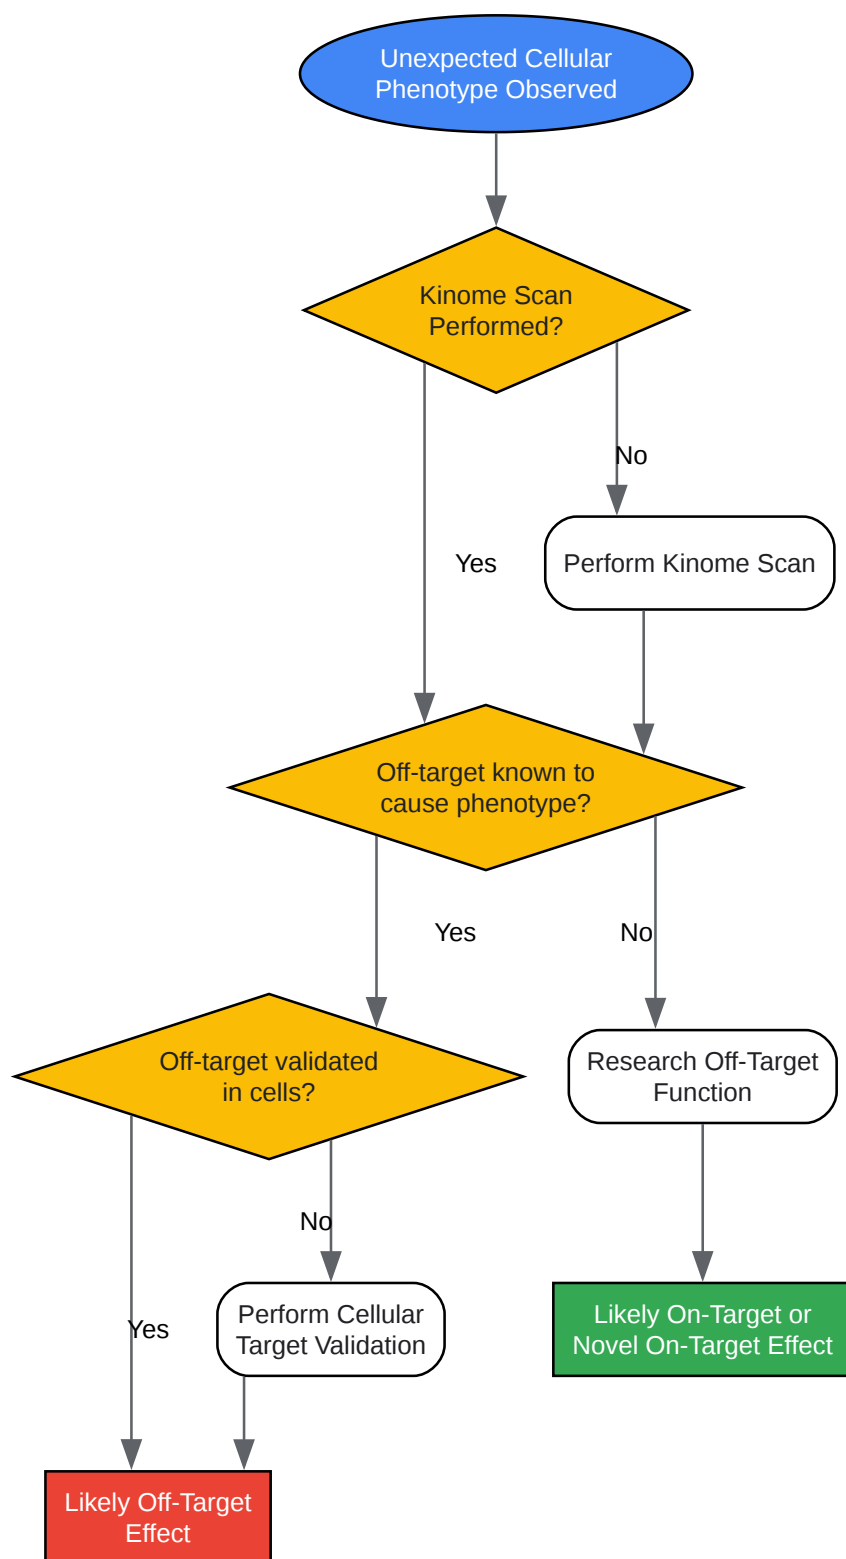 Unexpected Cellular
Phenotype Observed
Kinome Scan
Performed?
No
Yes
Perform Kinome Scan
Off-target known to
cause phenotype?
Yes
No
Off-target validated
in cells?
Research Off-Target
Function
No
Yes
Perform Cellular
Target Validation
Likely On-Target or
Novel On-Target Effect
Likely Off-Target
Effect